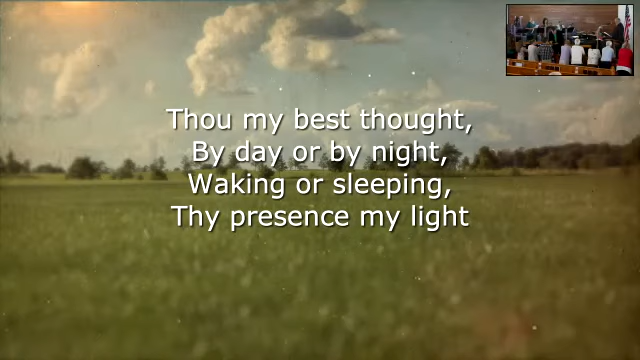 Thou my best thought,
By day or by night,
Waking or sleeping,
Thy presence my light